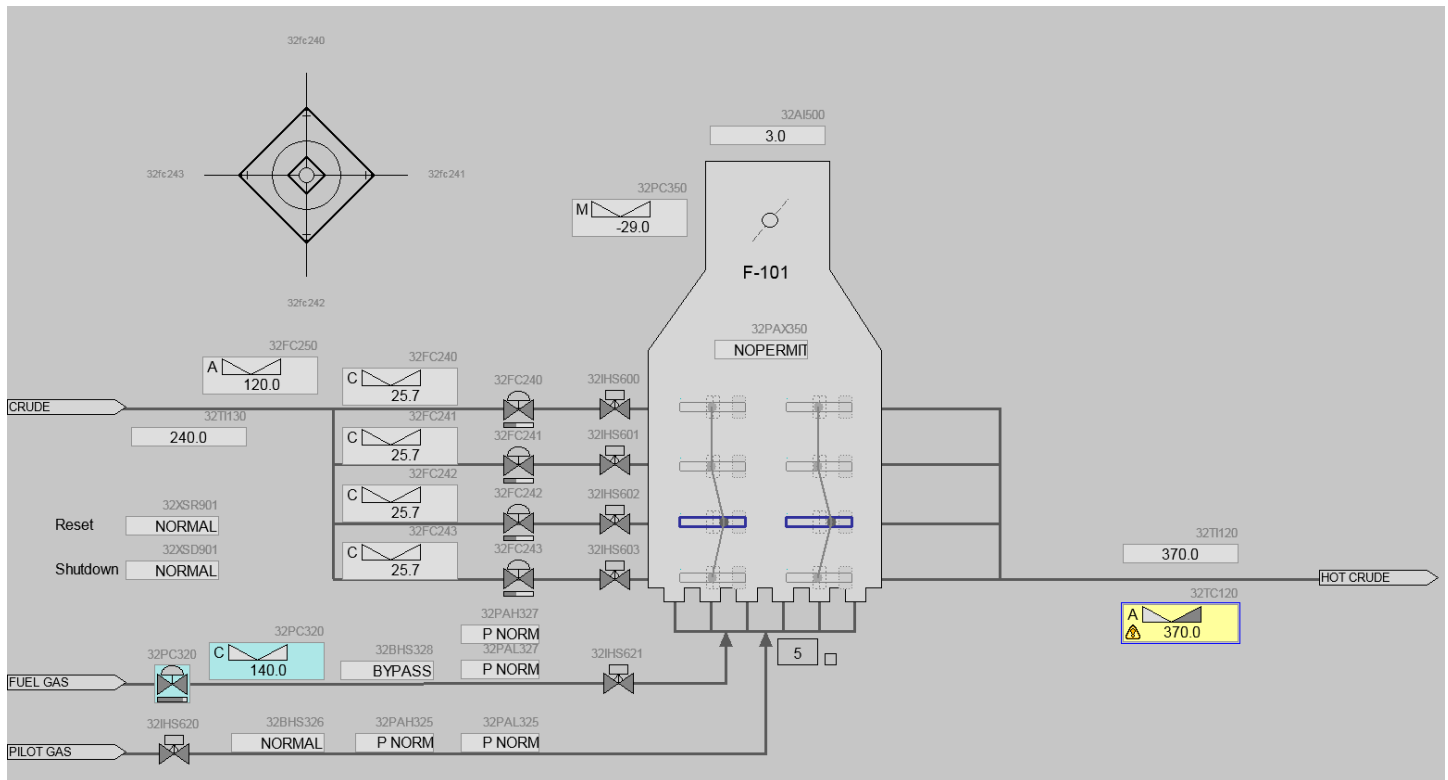 32fc240
32fc243
32fc241
32fc242
32AI500
3.0
32PC350
M
-29.0
F-101
32PAX350
NOPERMIT
32FC250
A
120.0
32FC240
C
25.7
32FC240
32IHS600
CRUDE
32TI130
240.0
32FC241
C
25.7
32FC241
32IHS601
32FC242
C
25.7
32FC242
32IHS602
32FC243
C
25.7
32FC243
32IHS603
32XSR901
Reset
NORMAL
32XSD901
Shutdown
NORMAL
32TI120
370.0
HOT CRUDE
32TC120
A
370.0
32PAH327
P NORM
32PC320
32PC320
C
140.0
32BHS328
BYPASS
32PAL327
P NORM
32IHS621
5
FUEL GAS
32IHS620
32BHS326
NORMAL
32PAH325
P NORM
32PAL325
P NORM
PILOT GAS